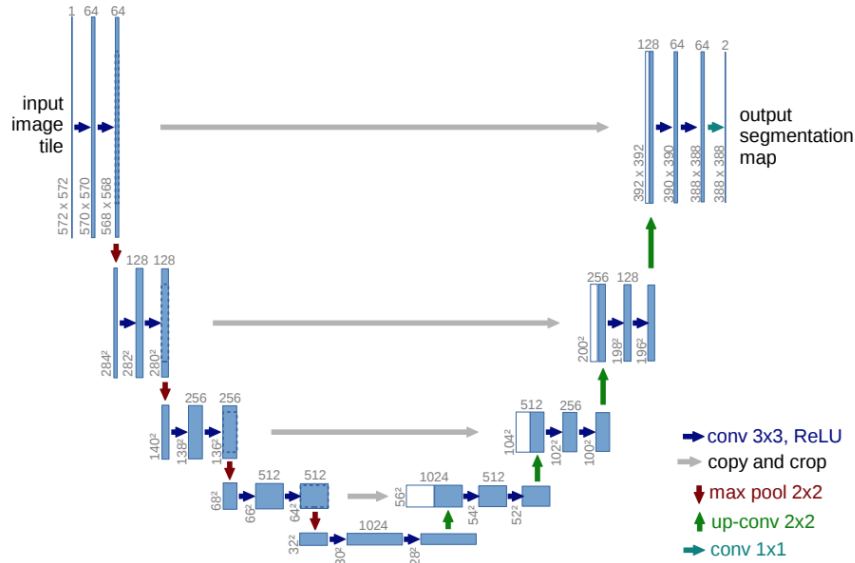 1 64 64
128 64 64 2
input
image
tile
output
segmentation
map
572 x 572
570 x 570
568 x 568
392 x 392
390 x 390
388 x 388
388 x 388
128 128
256 128
284²
282²
280²
200²
198²
196²
256 256
512 256
140²
138²
136²
104²
102²
100²
512 512
1024 512
68²
66²
64²
56²
54²
52²
1024
32²
30²
28²
conv 3x3, ReLU
copy and crop
max pool 2x2
up-conv 2x2
conv 1x1